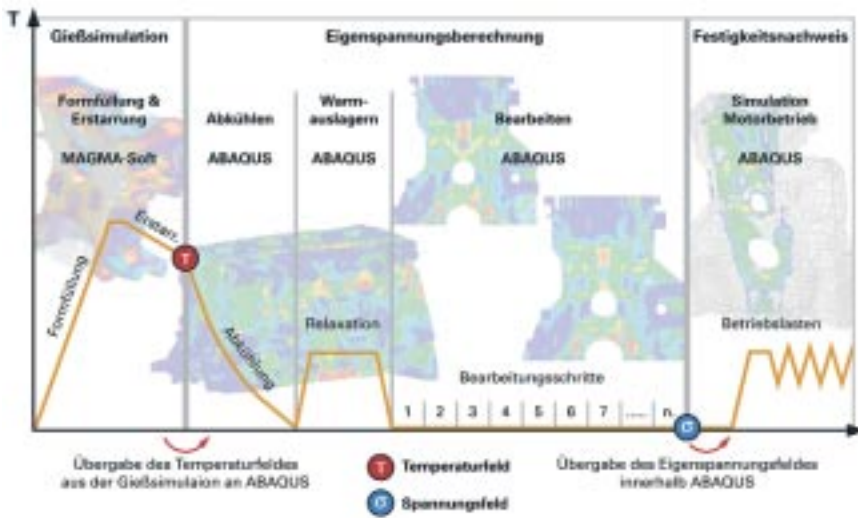 T
Gießsimulation
Eigenspannungsberechnung
Festigkeitsnachweis
Formfüllung &
Erstarrung
MAGMA-Soft
Abkühlen
ABAQUS
Warm-
auslagern
ABAQUS
Bearbeiten
ABAQUS
Simulation
Motorbetrieb
ABAQUS
Formfüllung
Erstarr.
T
Abkühlung
Relaxation
Betriebslasten
Bearbeitungsschritte
1 2 3 4 5 6 7 ..... n.
σ
Übergabe des Temperaturfeldes
aus der Gießsimulaion an ABAQUS
T Temperaturfeld
σ Spannungsfeld
Übergabe des Eigenspannungsfeldes
innerhalb ABAQUS